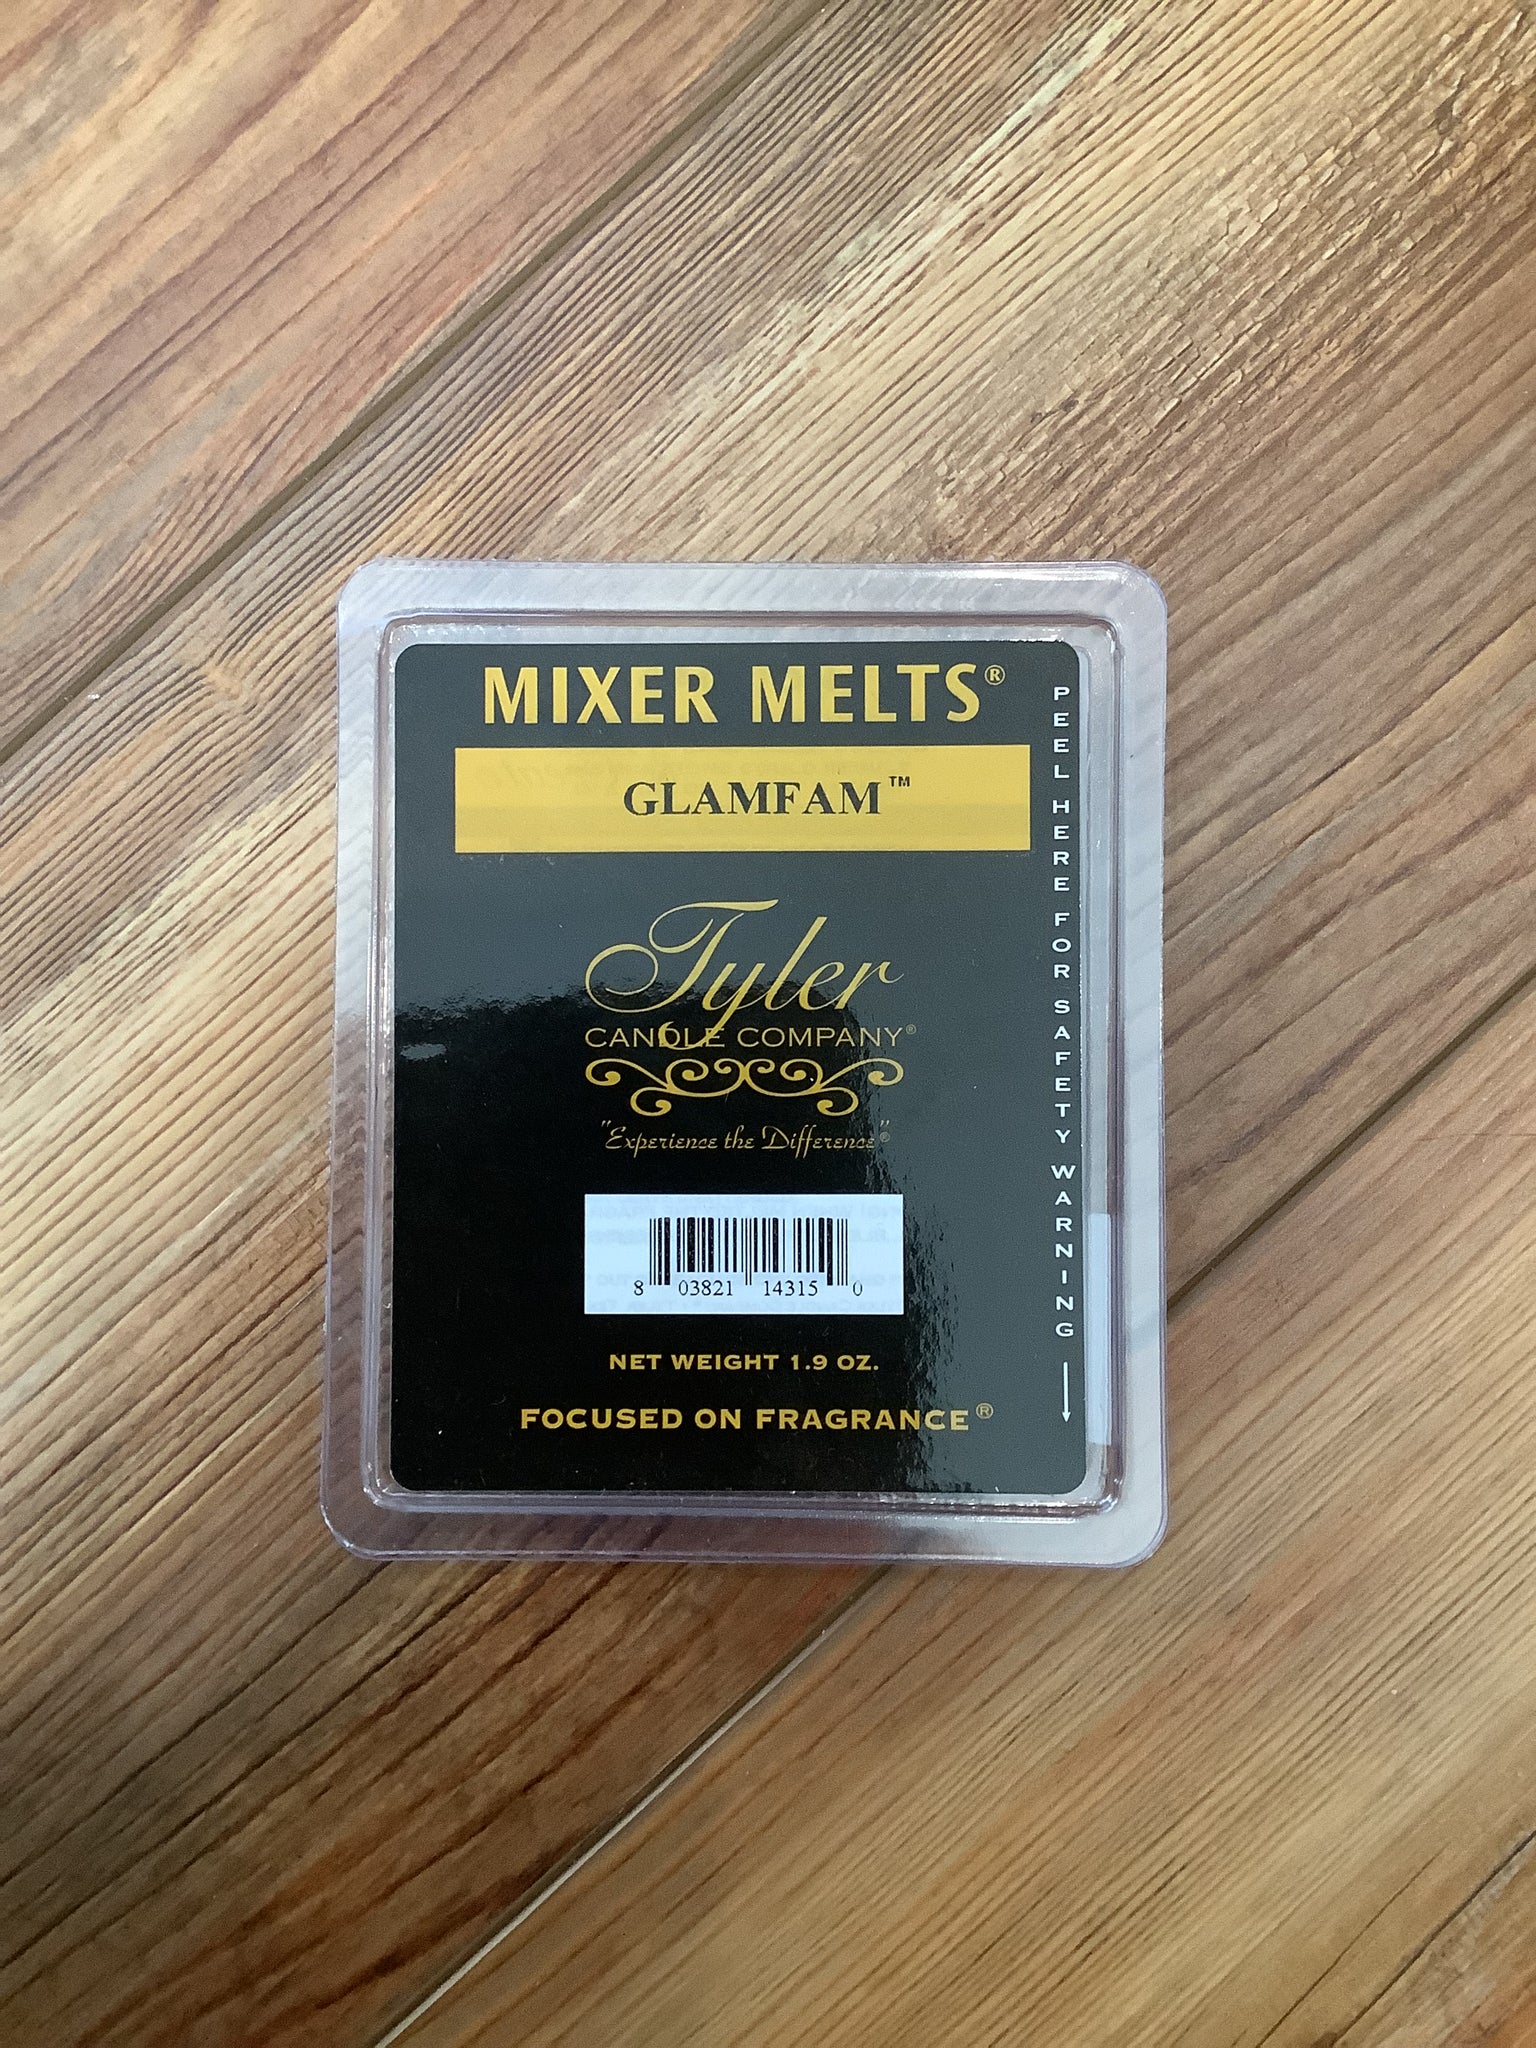 MIXER MELTS®
GLAMFAM™
Tyler
CANDLE COMPANY®
"Experience the Difference"®
8 03821 14315 0
NET WEIGHT 1.9 OZ.
FOCUSED ON FRAGRANCE®
PEEL HERE FOR SAFETY WARNING